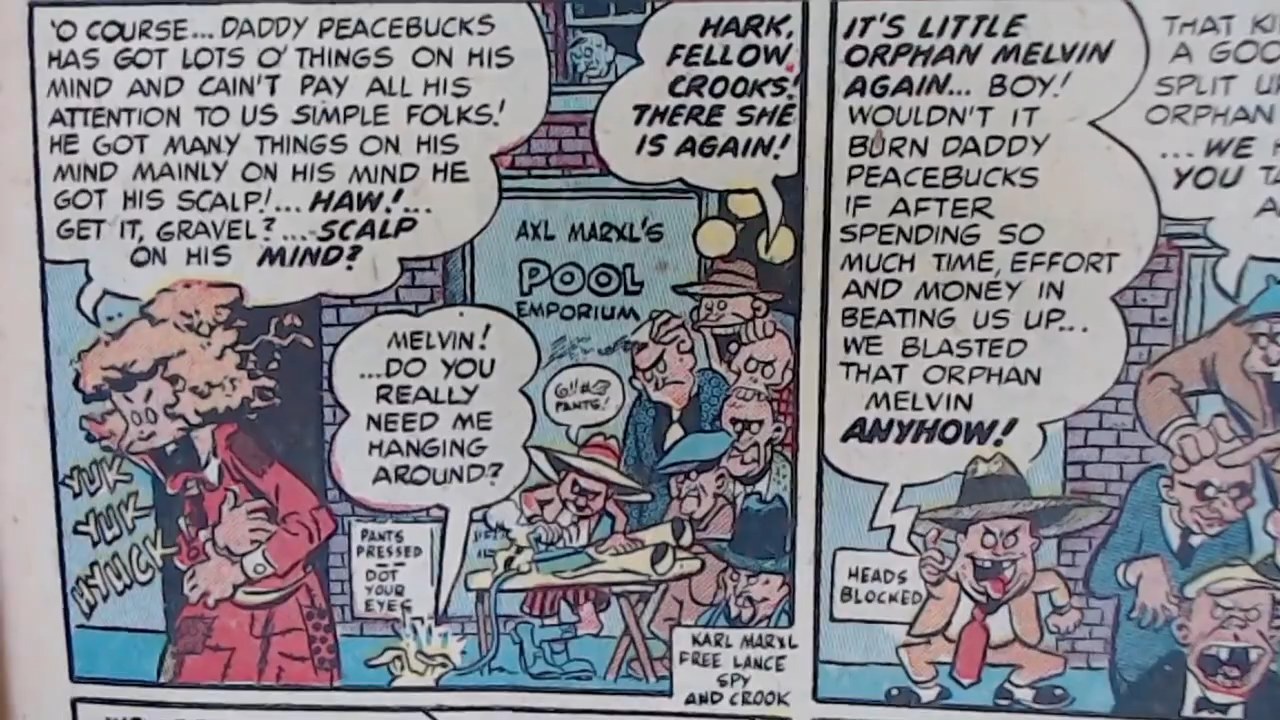 'O COURSE... DADDY PEACEBUCKS
HAS GOT LOTS O' THINGS ON HIS
MIND AND CAIN'T PAY ALL HIS
ATTENTION TO US SIMPLE FOLKS!
HE GOT MANY THINGS ON HIS
MIND MAINLY ON HIS MIND HE
GOT HIS SCALP!... HAW!...
GET IT, GRAVEL?...SCALP
ON HIS MIND?
HARK,
FELLOW
CROOKS!
THERE SHE
IS AGAIN!
AXL MARXL'S
POOL
EMPORIUM
MELVIN!
...DO YOU
REALLY
NEED ME
HANGING
AROUND?
PANTS!
YUK
YUK
HYUCK
PANTS
PRESSED
DOT
YOUR
EYES
KARL MARXL
FREE LANCE
SPY
AND CROOK
IT'S LITTLE
ORPHAN MELVIN
AGAIN... BOY!
WOULDN'T IT
BURN DADDY
PEACEBUCKS
IF AFTER
SPENDING SO
MUCH TIME, EFFORT
AND MONEY IN
BEATING US UP...
WE BLASTED
THAT ORPHAN
MELVIN
ANYHOW!
HEADS
BLOCKED
THAT
A
SPLIT
ORPHAN
...WE
YOU